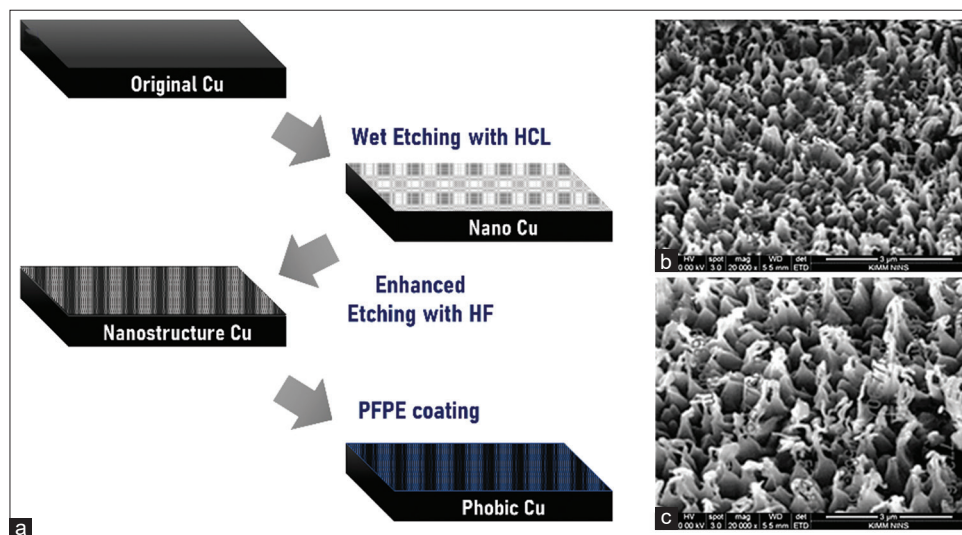 Original Cu
Wet Etching with HCL
Nano Cu
Enhanced
Etching with HF
Nanostructure Cu
PFPE coating
Phobic Cu
a
b
HV spot mag WD det 3 µm
0.00 kV 3.0 20 000 x 5.5 mm ETD KIMM NINS
c
HV spot mag WD det 3 µm
0.00 kV 3.0 20 000 x 5.5 mm ETD KIMM NINS